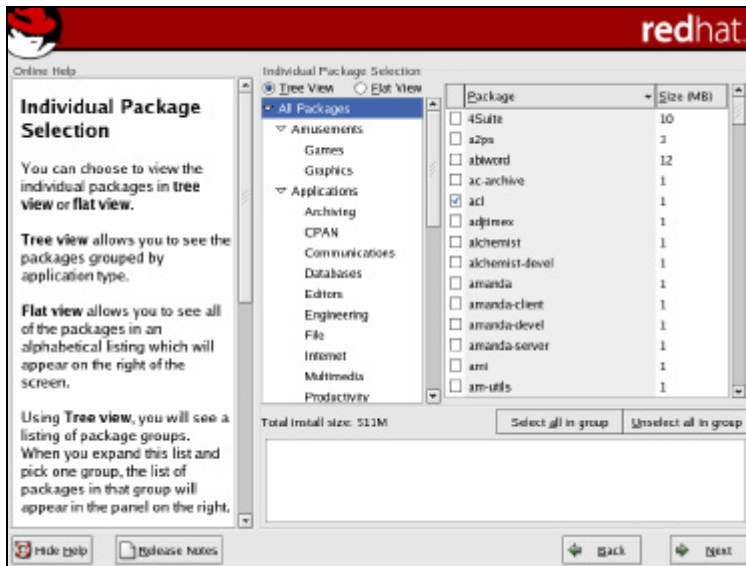 redhat.
Online Help
Individual Package
Selection
You can choose to view the
individual packages in tree
view or flat view.
Tree view allows you to see the
packages grouped by
application type.
Flat view allows you to see all
of the packages in an
alphabetical listing which will
appear on the right of the
screen.
Using Tree view, you will see a
listing of package groups.
When you expand this list and
pick one group, the list of
packages in that group will
appear in the panel on the right.
Individual Package Selection
Tree View Flat View
All Packages
Amusements
Games
Graphics
Applications
Archiving
CPAN
Communications
Databases
Editors
Engineering
File
Internet
Multimedia
Productivity
Package Size (MB)
4Suite 10
a2ps 3
abiword 12
ac-archive 1
acl 1
adjtimex 1
alchemist 1
alchemist-devel 1
amanda 1
amanda-client 1
amanda-devel 1
amanda-server 1
ami 1
am-utils 1
Total install size: 511M
Select all in group Unselect all in group
Hide Help Release Notes Back Next